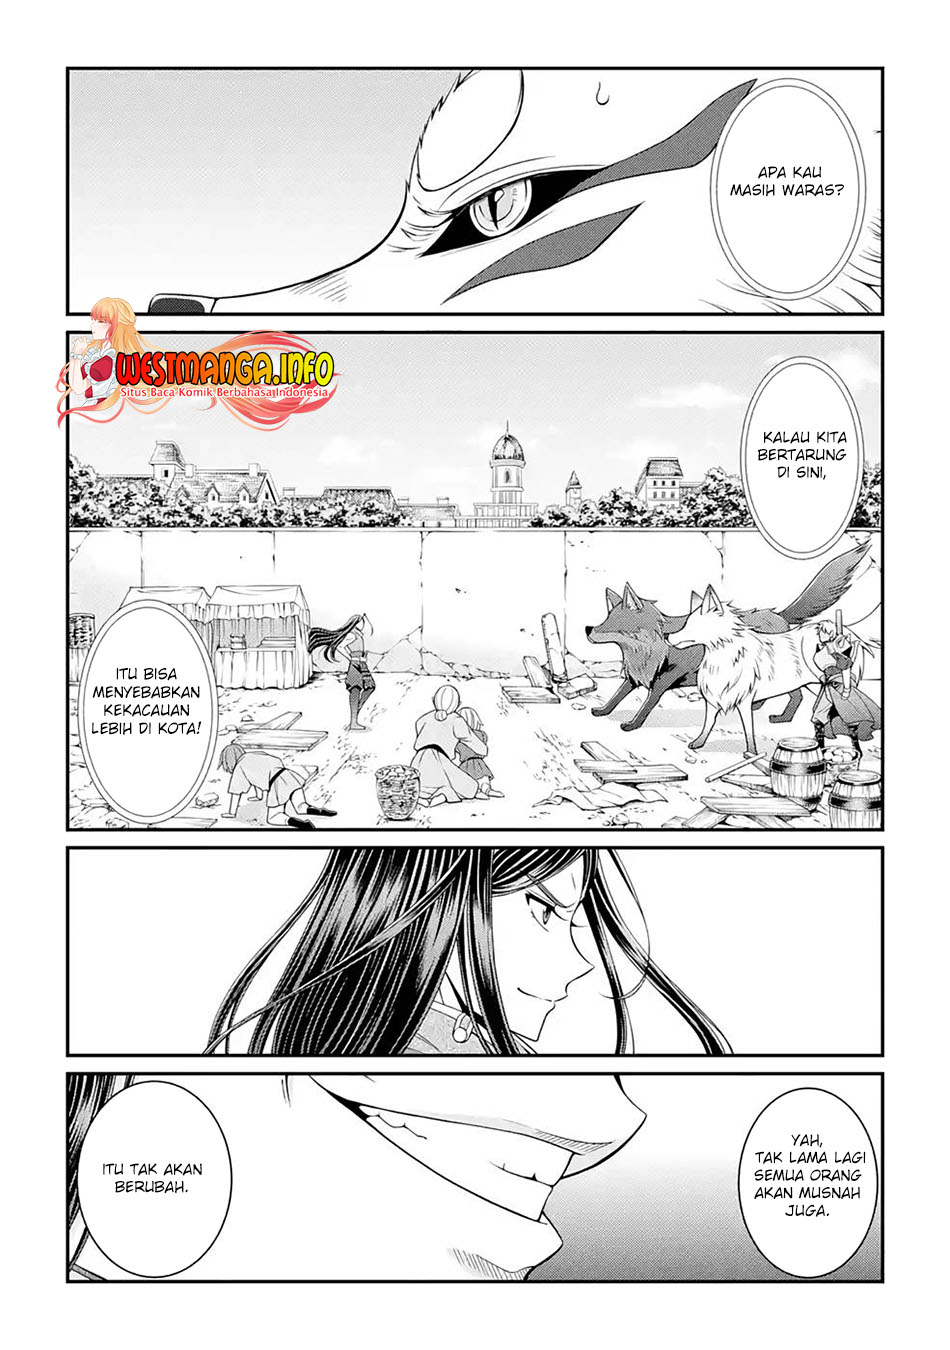 APA KAU
MASIH WARAS?
WESTMANGA.INFO
Situs Baca Komik Berbahasa Indonesia
KALAU KITA
BERTARUNG
DI SINI,
ITU BISA
MENYEBABKAN
KEKACAUAN
LEBIH DI KOTA!
YAH,
TAK LAMA LAGI
SEMUA ORANG
AKAN MUSNAH
JUGA.
ITU TAK AKAN
BERUBAH.